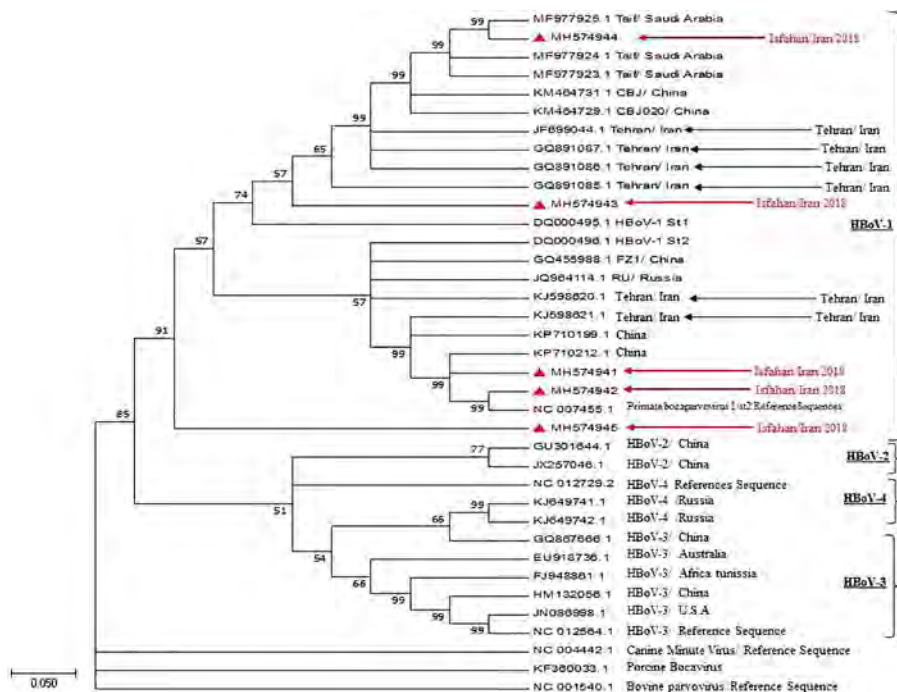 99 MF977925.1 Taif/ Saudi Arabia
MH574944 Isfahan/Iran 2018
99 MF977924.1 Taif/ Saudi Arabia
99 MF977923.1 Taif/ Saudi Arabia
KM464731.1 CBJ/ China
99 KM464729.1 CBJ020/ China
JF699044.1 Tehran/ Iran Tehran/ Iran
65 GQ891087.1 Tehran/ Iran Tehran/ Iran
57 GQ891086.1 Tehran/ Iran Tehran/ Iran
GQ891085.1 Tehran/ Iran Tehran/ Iran
74 MH574943 Isfahan/Iran 2018
DQ000495.1 HBoV-1 St1 HBoV-1
57 DQ000496.1 HBoV-1 St2
GQ455988.1 FZ1/ China
JQ964114.1 RU/ Russia
57 KJ598620.1 Tehran/ Iran Tehran/ Iran
KJ598621.1 Tehran/ Iran Tehran/ Iran
91 KP710199.1 China
99 KP710212.1 China
MH574941 Isfahan/Iran 2018
99 MH574942 Isfahan/Iran 2018
99 NC 007455.1 Primate bocaparvovirus 1/st2 Reference Sequences
85 MH574945 Isfahan/Iran 2018
77 GU301644.1 HBoV-2/ China HBoV-2
JX257046.1 HBoV-2/ China
51 NC 012729.2 HBoV-4 References Sequence
99 KJ649741.1 HBoV-4 /Russia HBoV-4
66 KJ649742.1 HBoV-4 / Russia
54 GQ867666.1 HBoV-3/ China
EU918736.1 HBoV-3/ Australia
66 FJ948861.1 HBoV-3/ Africa tunissia HBoV-3
99 HM132056.1 HBoV-3/ China
99 JN086998.1 HBoV-3/ U.S.A
NC 012564.1 HBoV-3/ Reference Sequence
NC 004442.1 Canine Minute Virus/ Reference Sequence
0.050 KF360033.1 Porcine Bocavirus
NC 001540.1 Bovine parvovirus Reference Sequence